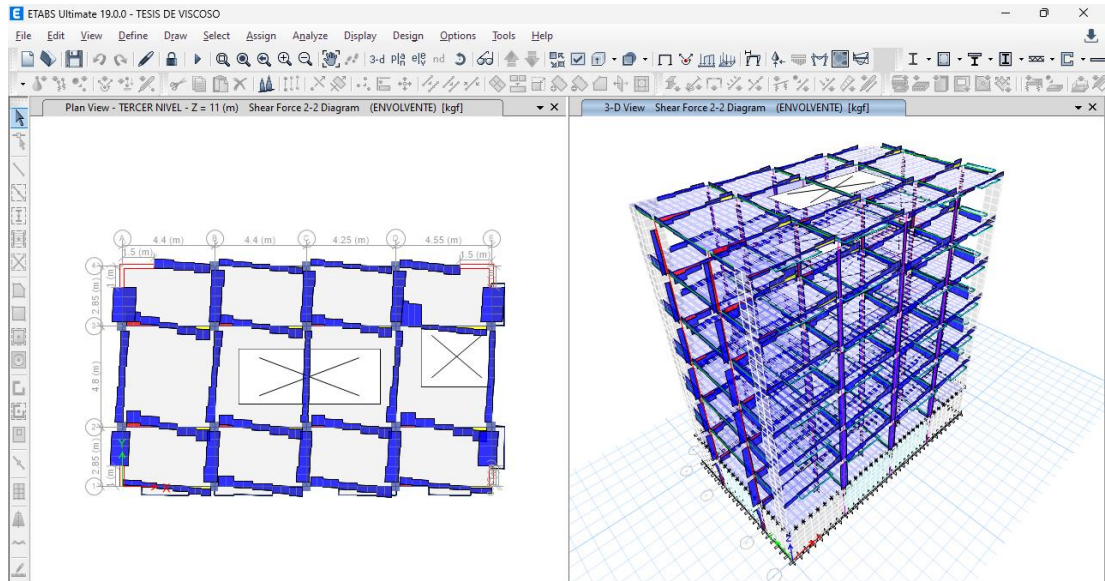 ETABS Ultimate 19.0.0 - TESIS DE VISCOSO
File Edit View Define Draw Select Assign Analyze Display Design Options Tools Help
3-d
nd
Plan View - TERCER NIVEL - Z = 11 (m) Shear Force 2-2 Diagram (ENVOLVENTE) [kgf]
3-D View Shear Force 2-2 Diagram (ENVOLVENTE) [kgf]
A B C D E
4.4 (m) 4.4 (m) 4.25 (m) 4.55 (m)
1.5 (m) 1.5 (m)
4
2.85 (m)
3
4.8 (m)
2
2.85 (m)
1
X
Y
Z